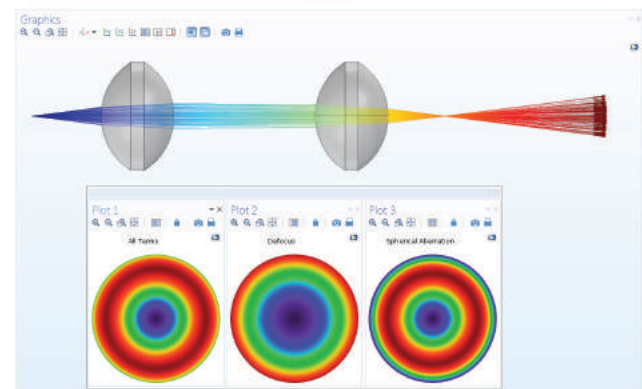 Graphics
Plot 1
Plot 2
Plot 3
All Terms
Defocus
Spherical Aberration